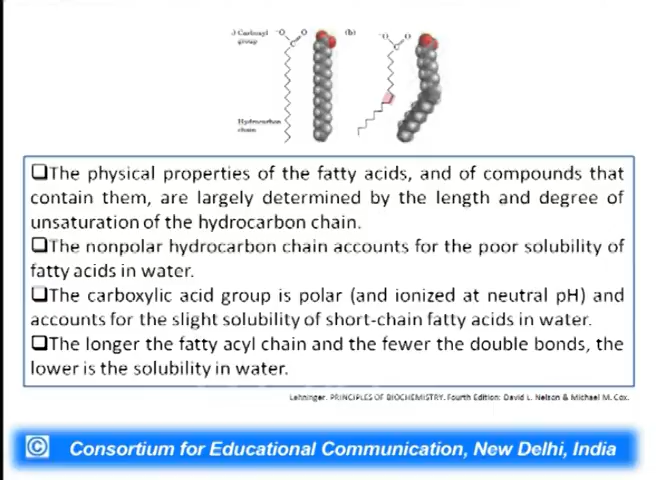 ) Carboxyl ⁻O O (b) ⁻O O
group C C
Hydrocarbon
chain
❑The physical properties of the fatty acids, and of compounds that
contain them, are largely determined by the length and degree of
unsaturation of the hydrocarbon chain.
❑The nonpolar hydrocarbon chain accounts for the poor solubility of
fatty acids in water.
❑The carboxylic acid group is polar (and ionized at neutral pH) and
accounts for the slight solubility of short-chain fatty acids in water.
❑The longer the fatty acyl chain and the fewer the double bonds, the
lower is the solubility in water.
Lehninger. PRINCIPLES OF BIOCHEMISTRY. Fourth Edition: David L. Nelson & Michael M. Cox.
© Consortium for Educational Communication, New Delhi, India